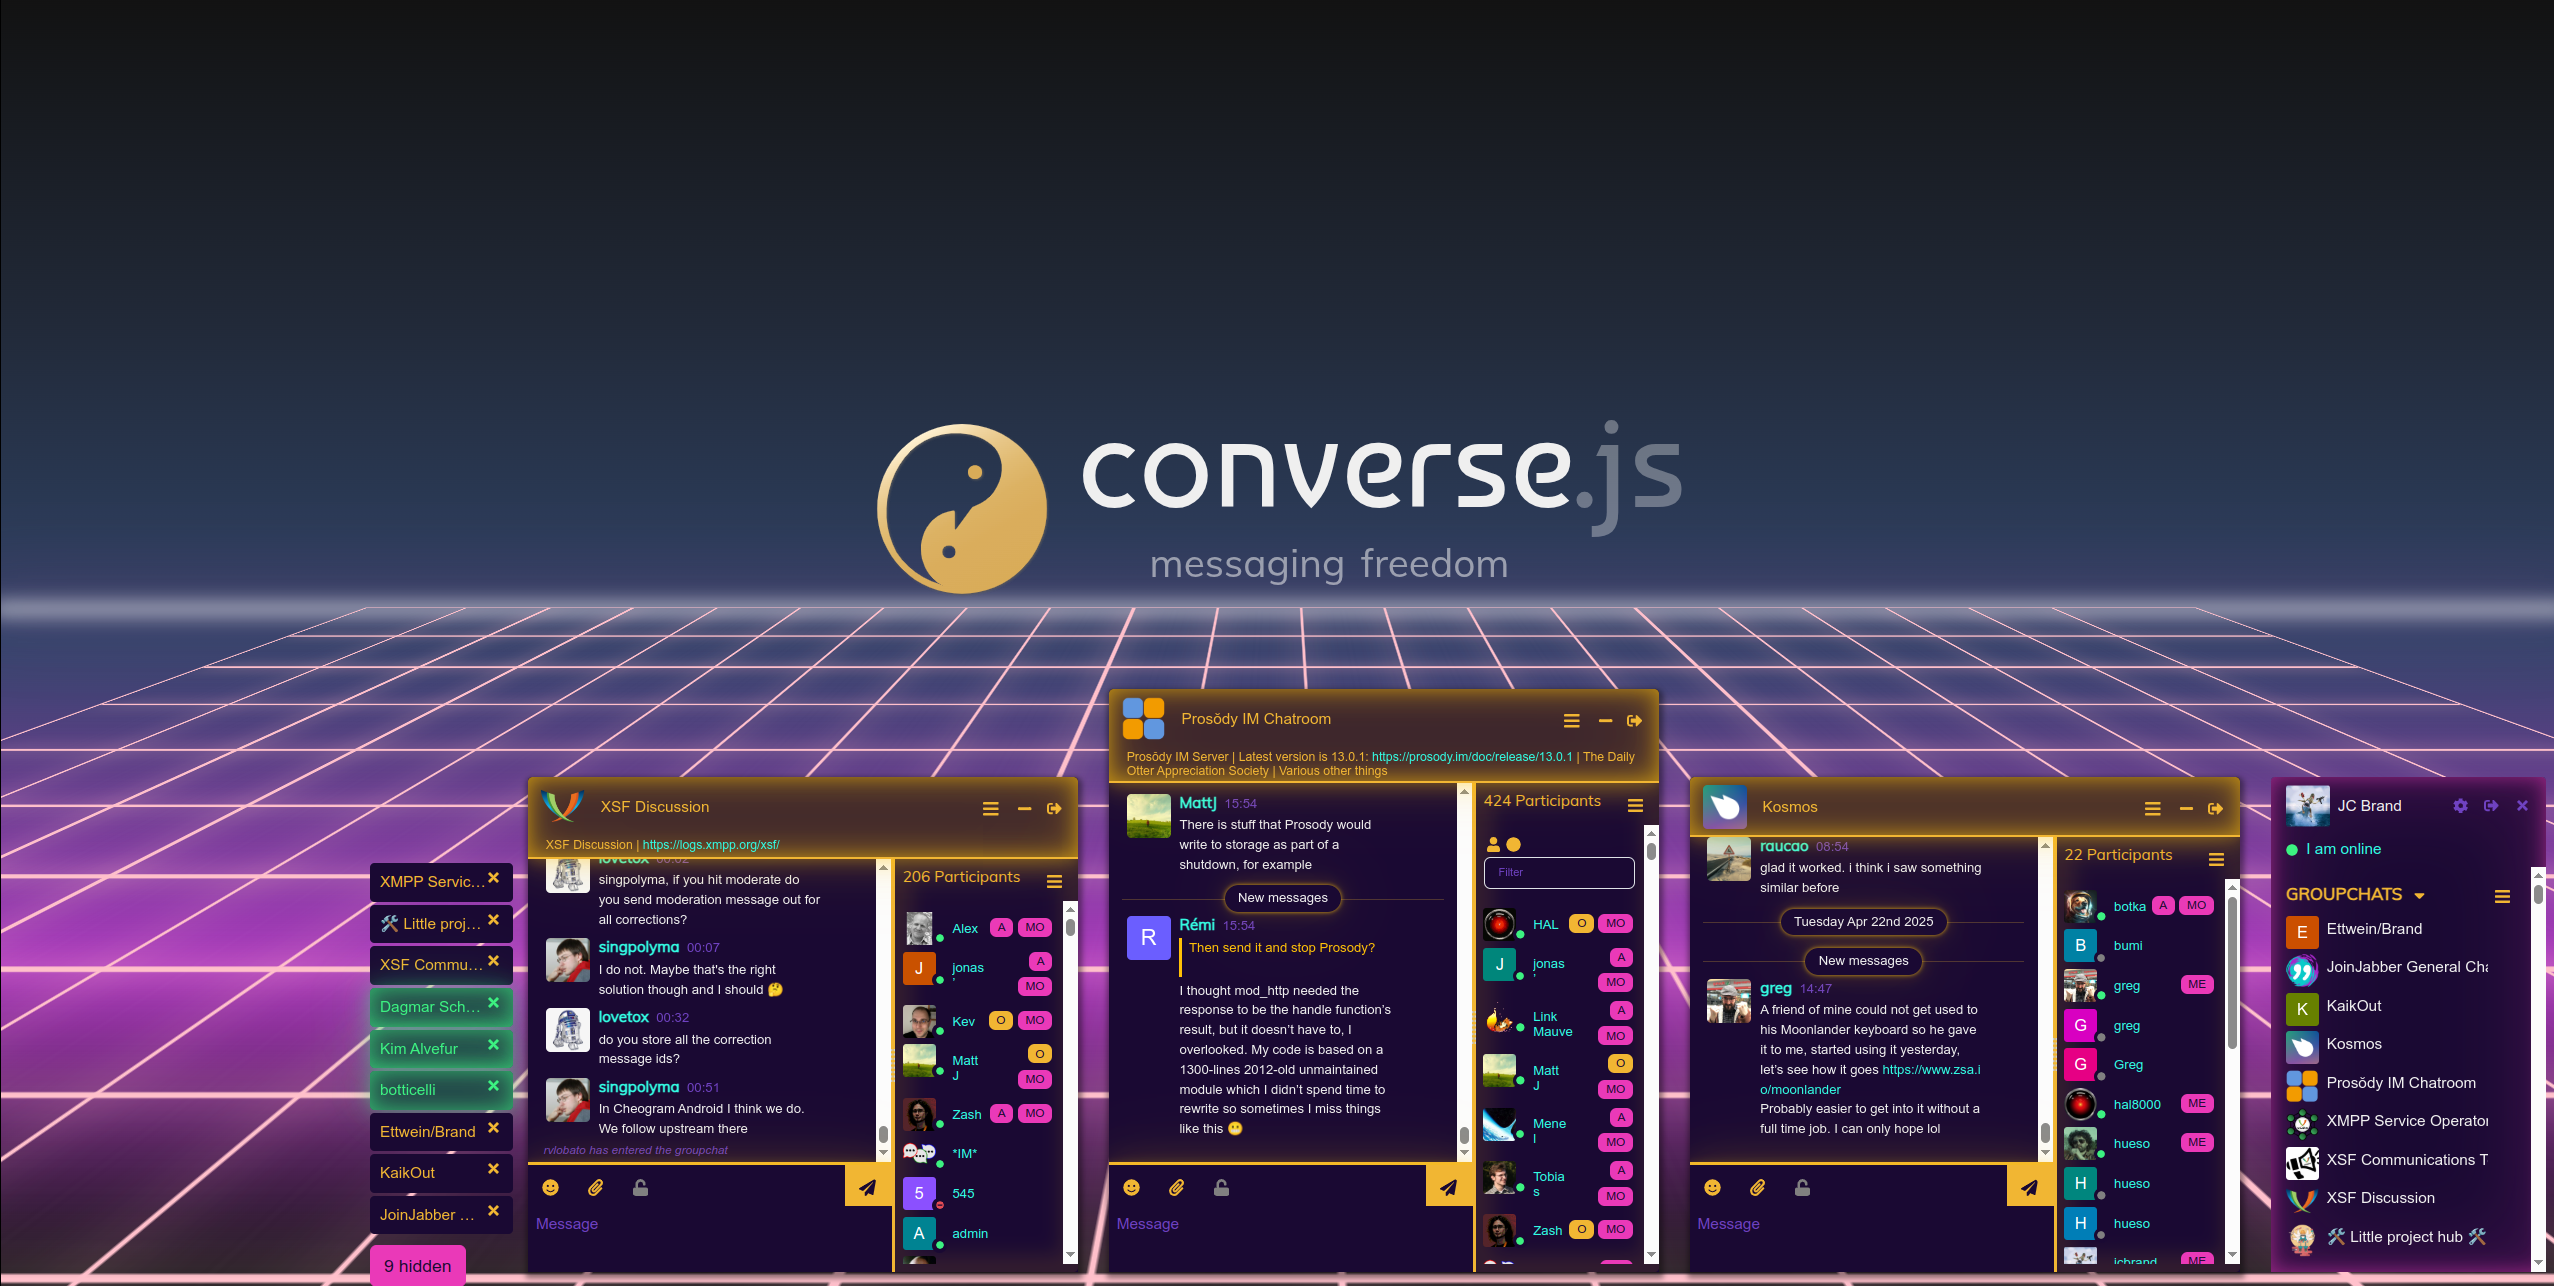 converse.js
messaging freedom
XMPP Servic...
🛠 Little proj...
XSF Commu...
Dagmar Sch...
Kim Alvefur
botticelli
Ettwein/Brand
KaikOut
JoinJabber ...
9 hidden
XSF Discussion
XSF Discussion | https://logs.xmpp.org/xsf/
lovetox 00:02
singpolyma, if you hit moderate do
you send moderation message out for
all corrections?
singpolyma 00:07
I do not. Maybe that's the right
solution though and I should 🤔
lovetox 00:32
do you store all the correction
message ids?
singpolyma 00:51
In Cheogram Android I think we do.
We follow upstream there
rvlobato has entered the groupchat
Message
206 Participants
Alex A MO
J jonas' A MO
Kev O MO
Matt
J O MO
Zash A MO
*IM*
5 545
A admin
Prosŏdy IM Chatroom
Prosŏdy IM Server | Latest version is 13.0.1: https://prosody.im/doc/release/13.0.1 | The Daily
Otter Appreciation Society | Various other things
MattJ 15:54
There is stuff that Prosody would
write to storage as part of a
shutdown, for example
New messages
R Rémi 15:54
Then send it and stop Prosody?
I thought mod_http needed the
response to be the handle function's
result, but it doesn't have to, I
overlooked. My code is based on a
1300-lines 2012-old unmaintained
module which I didn't spend time to
rewrite so sometimes I miss things
like this 😬
Message
424 Participants
Filter
HAL O MO
J jonas
' A MO
Link
Mauve A MO
Matt
J O MO
Mene
l A MO
Tobia
s A MO
Zash O MO
Kosmos
raucao 08:54
glad it worked. i think i saw something
similar before
Tuesday Apr 22nd 2025
New messages
greg 14:47
A friend of mine could not get used to
his Moonlander keyboard so he gave
it to me, started using it yesterday,
let's see how it goes https://www.zsa.i
o/moonlander
Probably easier to get into it without a
full time job. I can only hope lol
Message
22 Participants
botka A MO
B bumi
greg ME
G greg
G Greg
hal8000 ME
hueso ME
H hueso
H hueso
jcbrand ME
JC Brand
I am online
GROUPCHATS
E Ettwein/Brand
JoinJabber General Cha
K KaikOut
Kosmos
Prosŏdy IM Chatroom
XMPP Service Operator
XSF Communications T
XSF Discussion
🛠 Little project hub 🛠